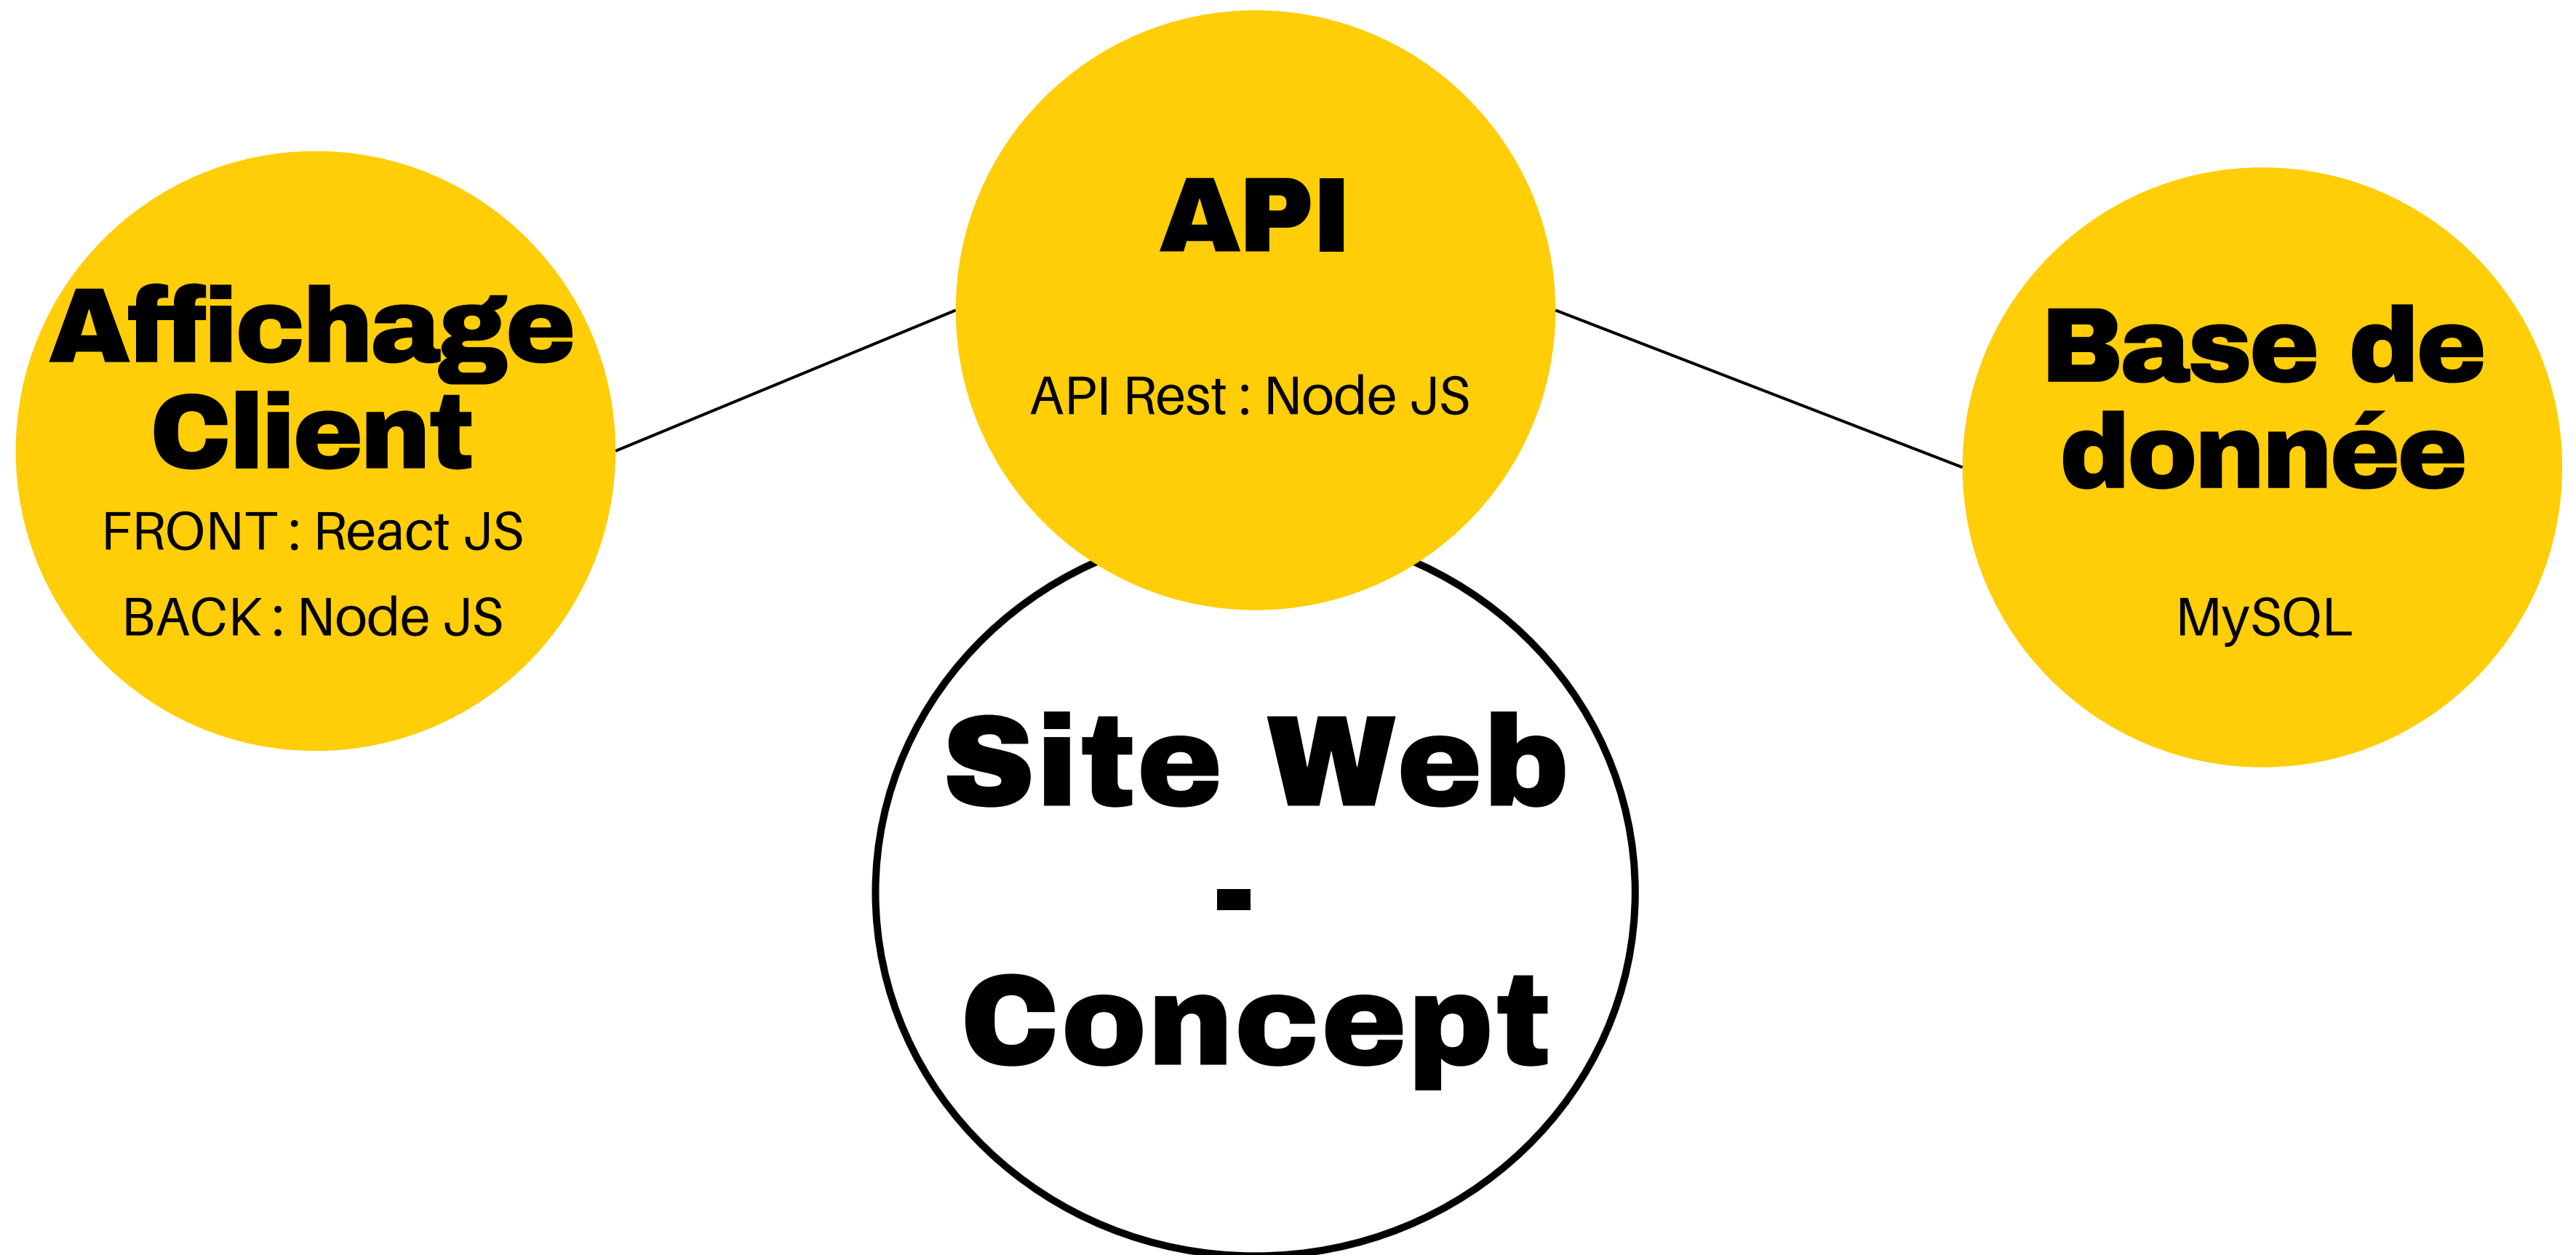 Affichage
Client
FRONT : React JS
BACK : Node JS
API
API Rest : Node JS
Base de
donnée
MySQL
Site Web
-
Concept